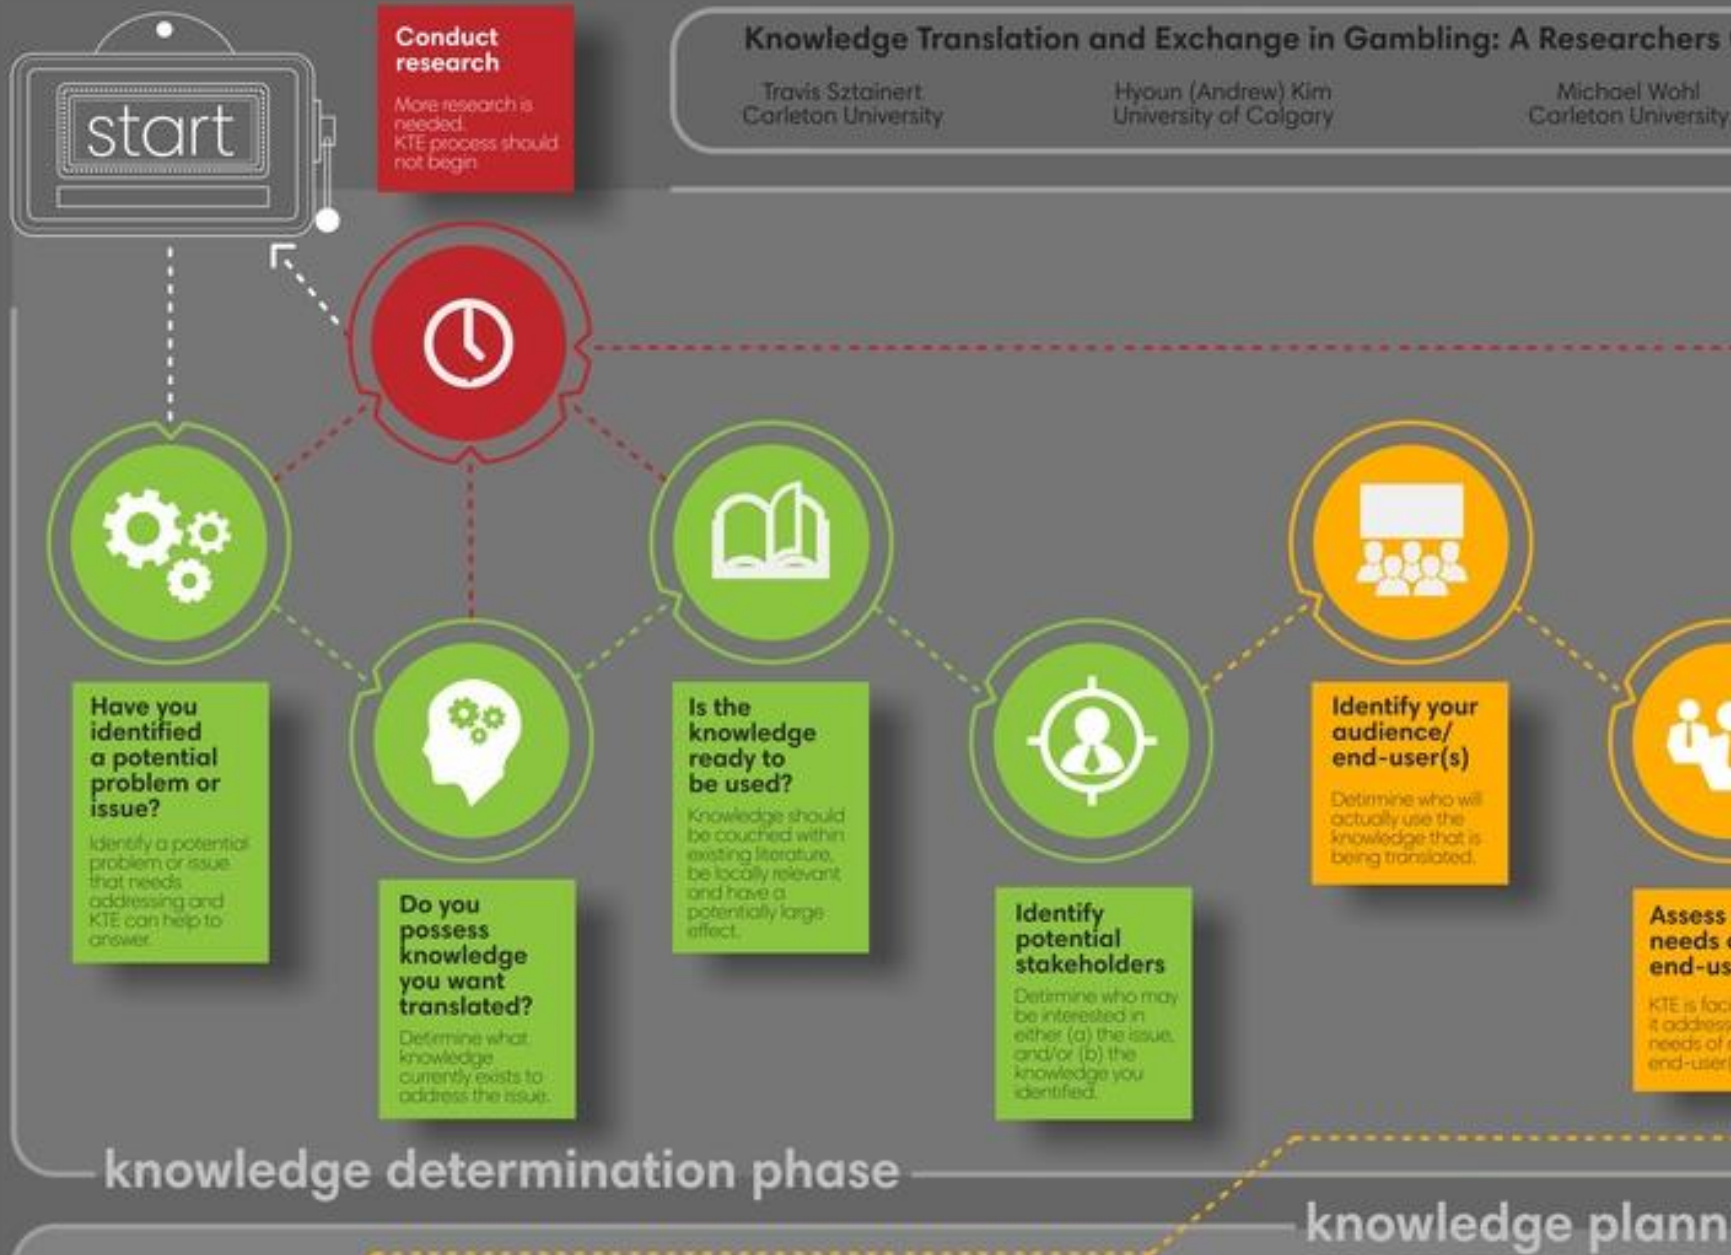 start
Conduct
research
More research is
needed.
KTE process should
not begin
Knowledge Translation and Exchange in Gambling: A Researchers
Travis Sztainert
Carleton University
Hyoun (Andrew) Kim
University of Calgary
Michael Wohl
Carleton University
Have you
identified
a potential
problem or
issue?
Identify a potential
problem or issue
that needs
addressing and
KTE can help to
answer.
Do you
possess
knowledge
you want
translated?
Detirmine what
knowledge
currently exists to
address the issue.
Is the
knowledge
ready to
be used?
Knowledge should
be couched within
existing literature,
be locally relevant
and have a
potentially large
effect.
Identify
potential
stakeholders
Detirmine who may
be interested in
either (a) the issue,
and/or (b) the
knowledge you
identified.
Identify your
audience/
end-user(s)
Detirmine who will
actually use the
knowledge that is
being translated.
Assess
needs
end-us
KTE is
it address
needs of
end-user
knowledge determination phase
knowledge plann